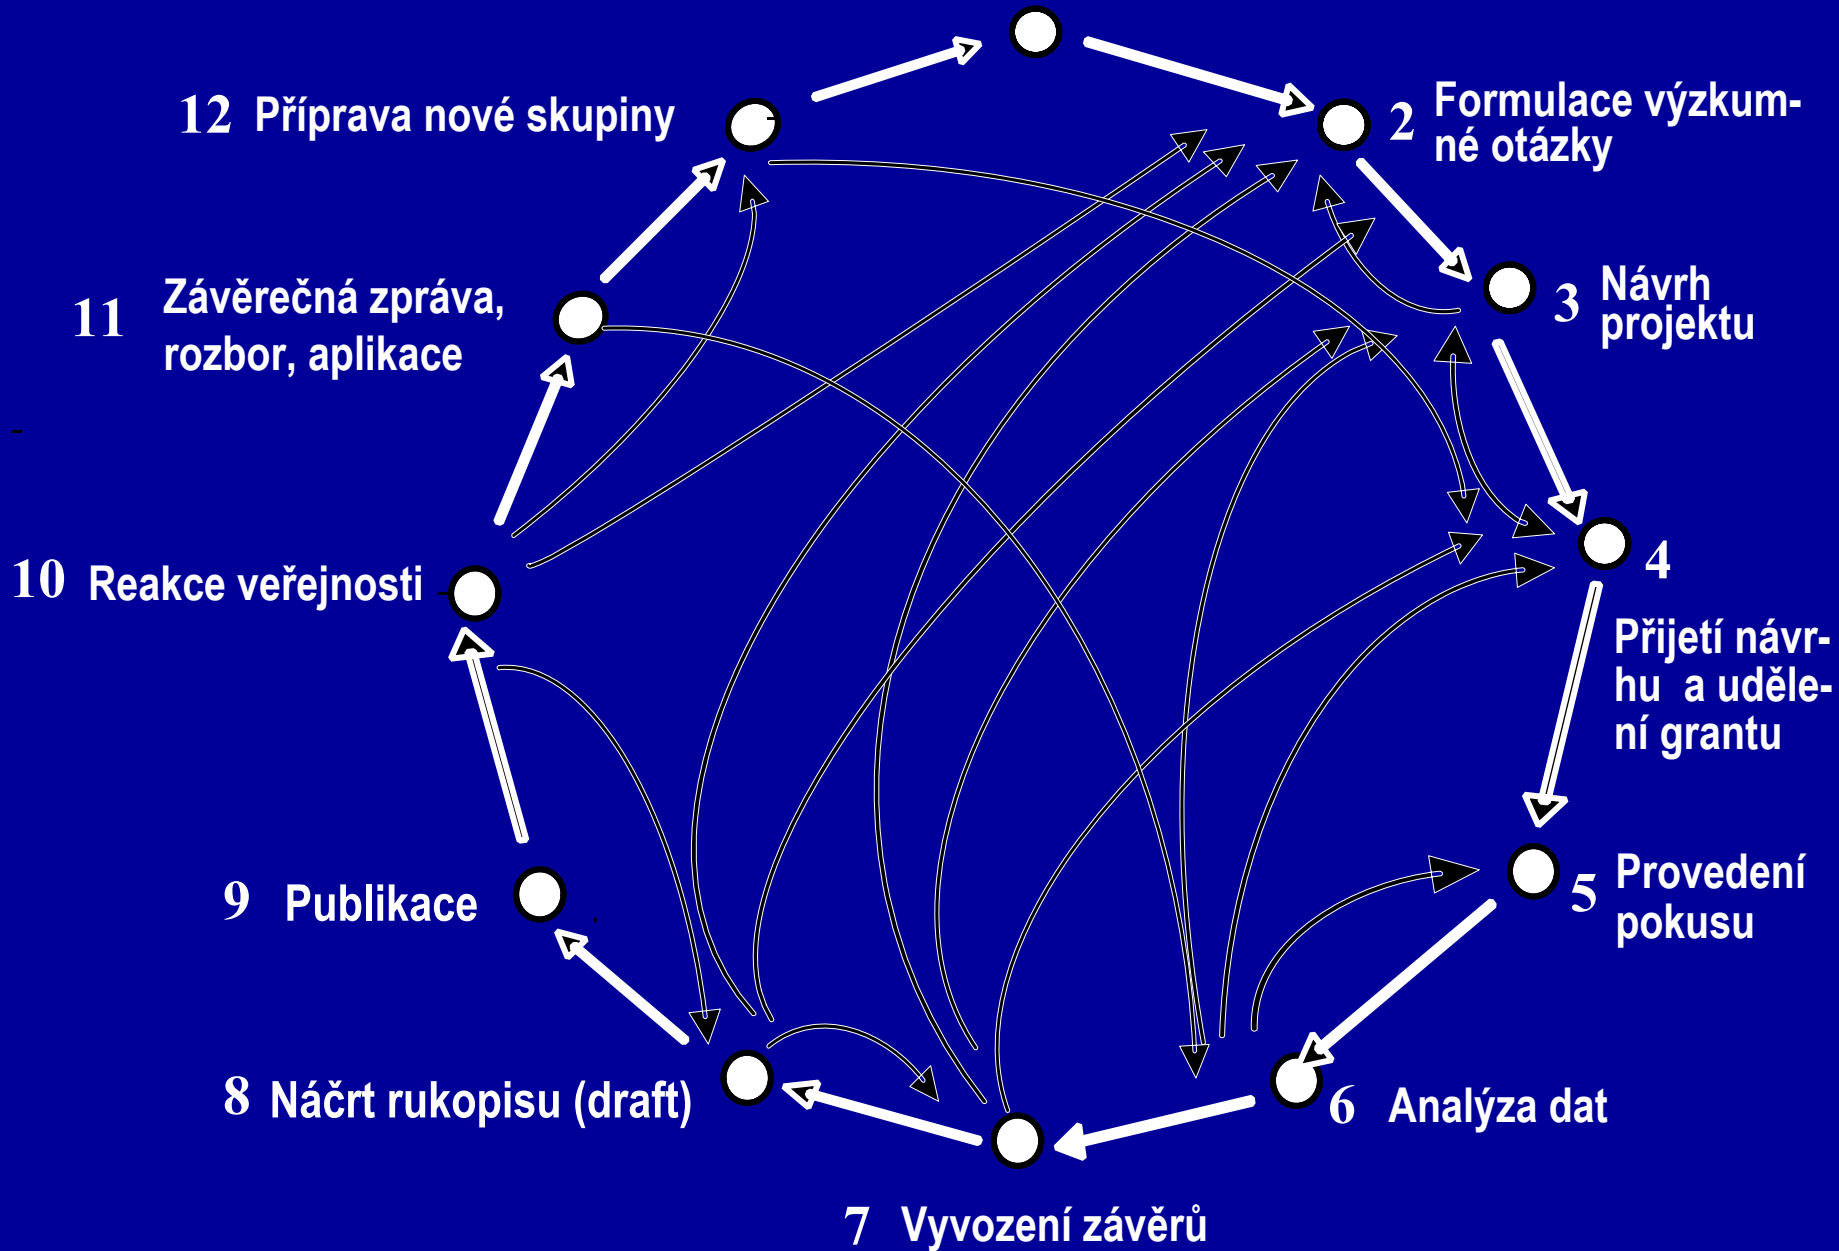 12 Příprava nové skupiny
2 Formulace výzkum-
né otázky
3 Návrh
projektu
4
Přijetí návr-
hu a uděle-
ní grantu
5 Provedení
pokusu
6 Analýza dat
7 Vyvození závěrů
8 Náčrt rukopisu (draft)
9 Publikace
10 Reakce veřejnosti
11 Závěrečná zpráva,
rozbor, aplikace